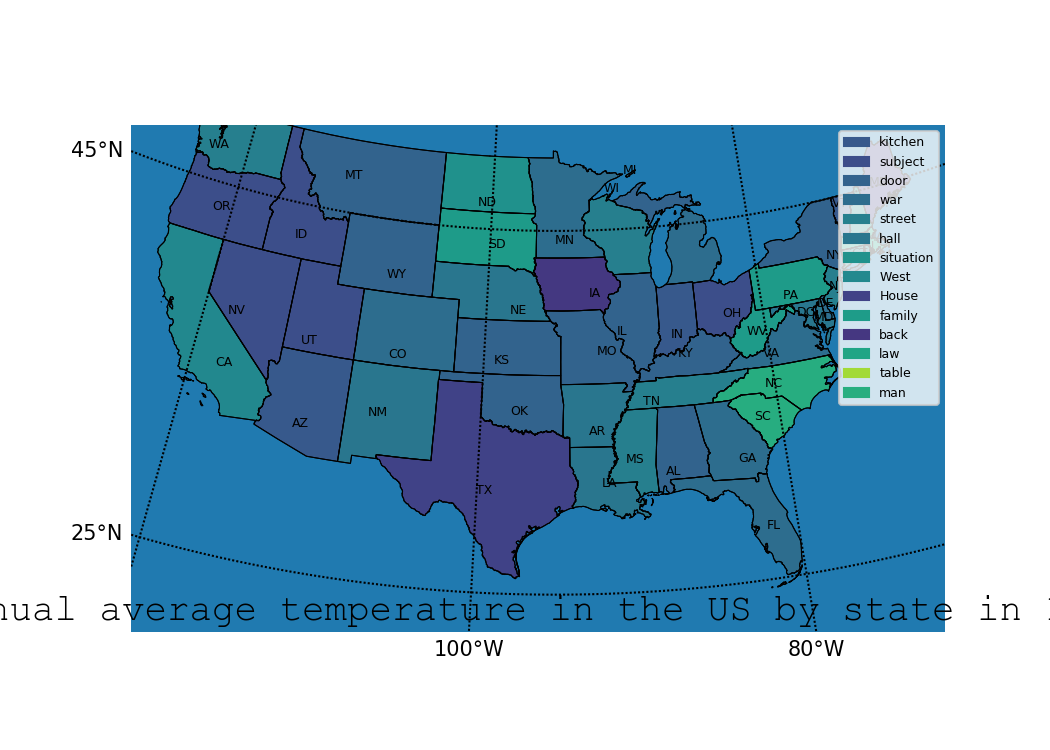 45°N
25°N
100°W
80°W
WA
MT
ND
MI
WI
OR
ID
SD
MN
WY
NY
NV
UT
NE
IA
OH
PA
CO
IL
IN
WV
CA
KS
MO
KY
VA
AZ
NM
OK
TN
NC
AR
SC
MS
AL
GA
TX
LA
FL
DC
DE
MD
kitchen
subject
door
war
street
hall
situation
West
House
family
back
law
table
man
average temperature in the US by state in